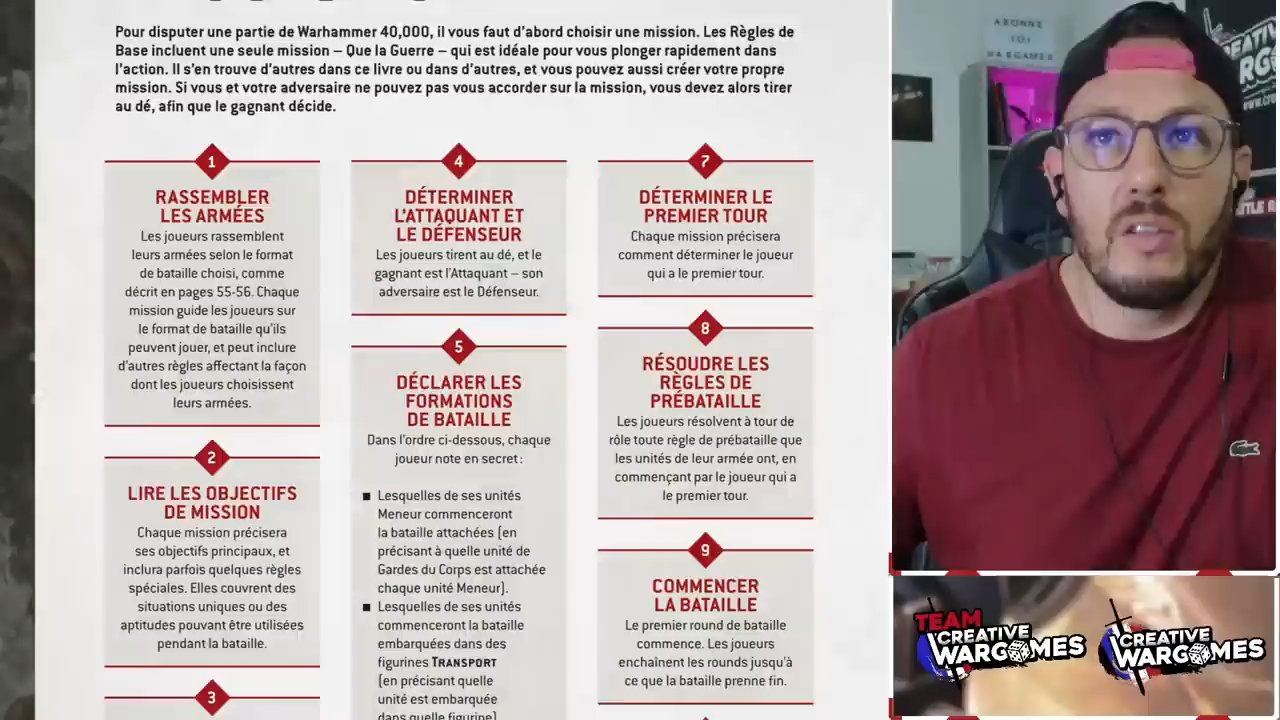 Pour disputer une partie de Warhammer 40,000, il vous faut d'abord choisir une mission. Les Règles de
Base incluent une seule mission – Que la Guerre – qui est idéale pour vous plonger rapidement dans
l'action. Il s'en trouve d'autres dans ce livre ou dans d'autres, et vous pouvez aussi créer votre propre
mission. Si vous et votre adversaire ne pouvez pas vous accorder sur la mission, vous devez alors tirer
au dé, afin que le gagnant décide.
1
RASSEMBLER
LES ARMÉES
Les joueurs rassemblent
leurs armées selon le format
de bataille choisi, comme
décrit en pages 55-56. Chaque
mission guide les joueurs sur
le format de bataille qu'ils
peuvent jouer, et peut inclure
d'autres règles affectant la façon
dont les joueurs choisissent
leurs armées.
2
LIRE LES OBJECTIFS
DE MISSION
Chaque mission précisera
ses objectifs principaux, et
inclura parfois quelques règles
spéciales. Elles couvrent des
situations uniques ou des
aptitudes pouvant être utilisées
pendant la bataille.
3
4
DÉTERMINER
L'ATTAQUANT ET
LE DÉFENSEUR
Les joueurs tirent au dé, et le
gagnant est l'Attaquant – son
adversaire est le Défenseur.
5
DÉCLARER LES
FORMATIONS
DE BATAILLE
Dans l'ordre ci-dessous, chaque
joueur note en secret :
■ Lesquelles de ses unités
Meneur commenceront
la bataille attachées (en
précisant à quelle unité de
Gardes du Corps est attachée
chaque unité Meneur).
■ Lesquelles de ses unités
commenceront la bataille
embarquées dans des
figurines TRANSPORT
(en précisant quelle
unité est embarquée
dans quelle figurine)
7
DÉTERMINER LE
PREMIER TOUR
Chaque mission précisera
comment déterminer le joueur
qui a le premier tour.
8
RÉSOUDRE LES
RÈGLES DE
PRÉBATAILLE
Les joueurs résolvent à tour de
rôle toute règle de prébataille que
les unités de leur armée ont, en
commençant par le joueur qui a
le premier tour.
9
COMMENCER
LA BATAILLE
Le premier round de bataille
commence. Les joueurs
enchaînent les rounds jusqu'à
ce que la bataille prenne fin.
ABONNE
TOI
WARGAMES
TEAM
CREATIVE
WARGOMES
CREATIVE
WARGOMES